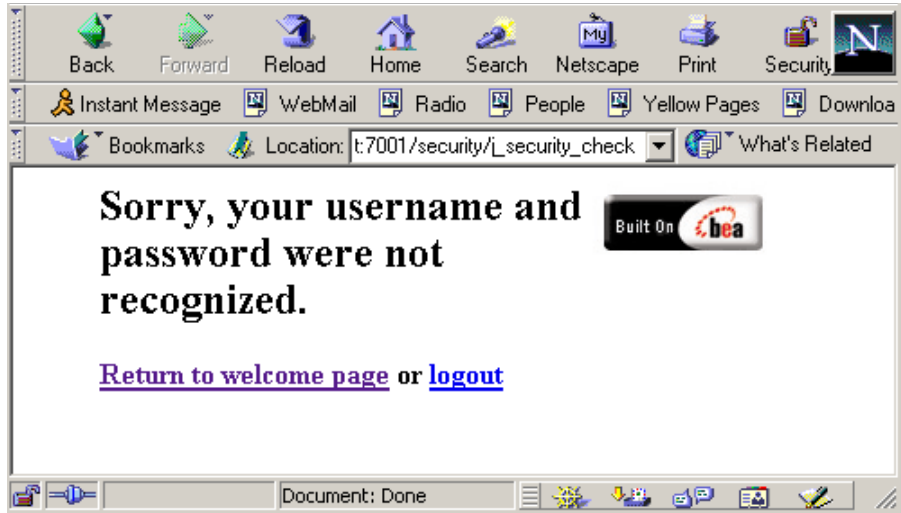 Back Forward Reload Home Search Netscape Print Security
My
N
Instant Message WebMail Radio People Yellow Pages Downloa
Bookmarks Location: t:7001/security/j_security_check What's Related
Sorry, your username and
password were not
recognized.
Built On bea
Return to welcome page or logout
Document: Done